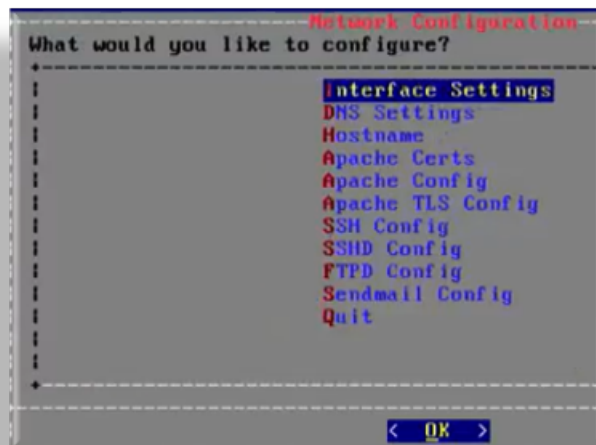 Network Configuration
What would you like to configure?
Interface Settings
DNS Settings
Hostname
Apache Certs
Apache Config
Apache TLS Config
SSH Config
SSHD Config
FTPD Config
Sendmail Config
Quit
< OK >